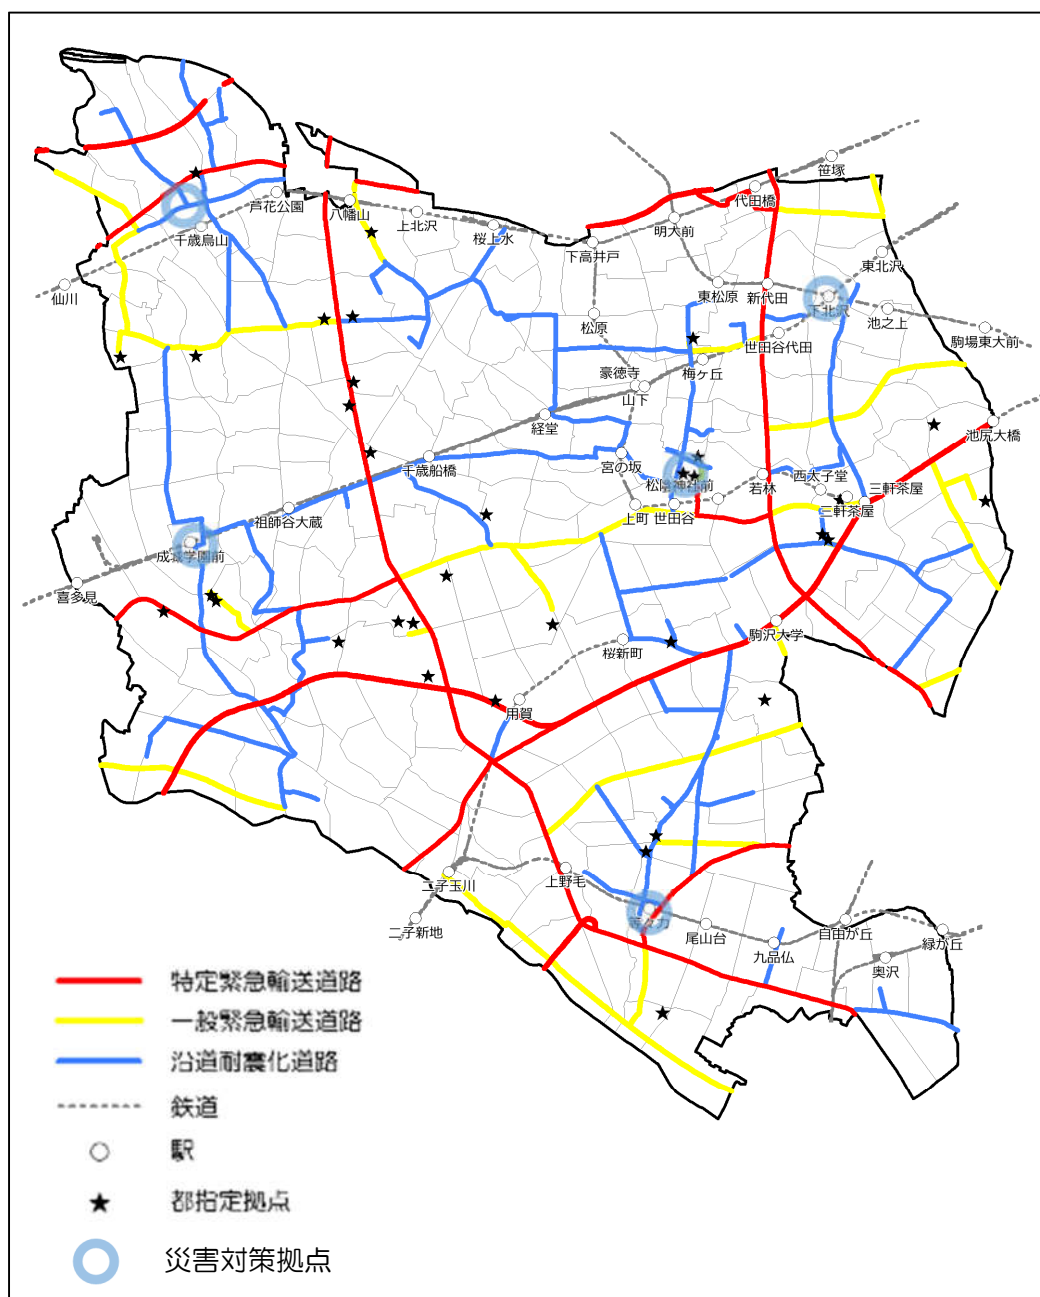 笹塚
代田橋
芦花公園
八幡山
上北沢
桜上水
明大前
千歳烏山
下高井戸
東北沢
仙川
東松原
新代田
下北沢
池之上
松原
世田谷代田
駒場東大前
豪徳寺
梅ヶ丘
山下
経堂
池尻大橋
宮の坂
千歳船橋
松陰神社前
若林
西太子堂
三軒茶屋
三軒茶屋
祖師谷大蔵
上町
世田谷
成城学園前
喜多見
駒沢大学
桜新町
用賀
二子玉川
上野毛
等々力
二子新地
尾山台
自由が丘
緑が丘
九品仏
奥沢
特定緊急輸送道路
一般緊急輸送道路
沿道耐震化道路
鉄道
駅
都指定拠点
災害対策拠点